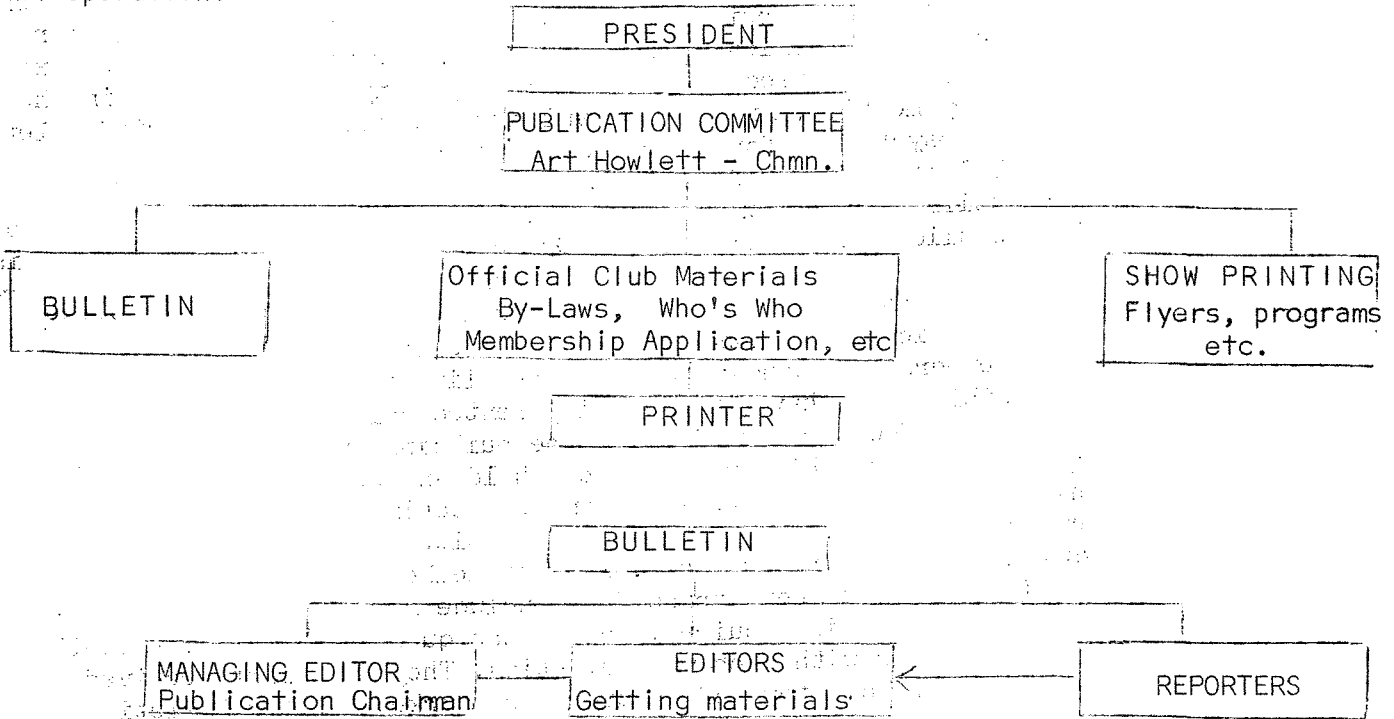 PRESIDENT
PUBLICATION COMMITTEE
Art Howlett - Chmn.
BULLETIN
Official Club Materials
By-Laws, Who's Who
Membership Application, etc
SHOW PRINTING
Flyers, programs
etc.
PRINTER
BULLETIN
MANAGING EDITOR
Publication Chairman
EDITORS
Getting materials
REPORTERS